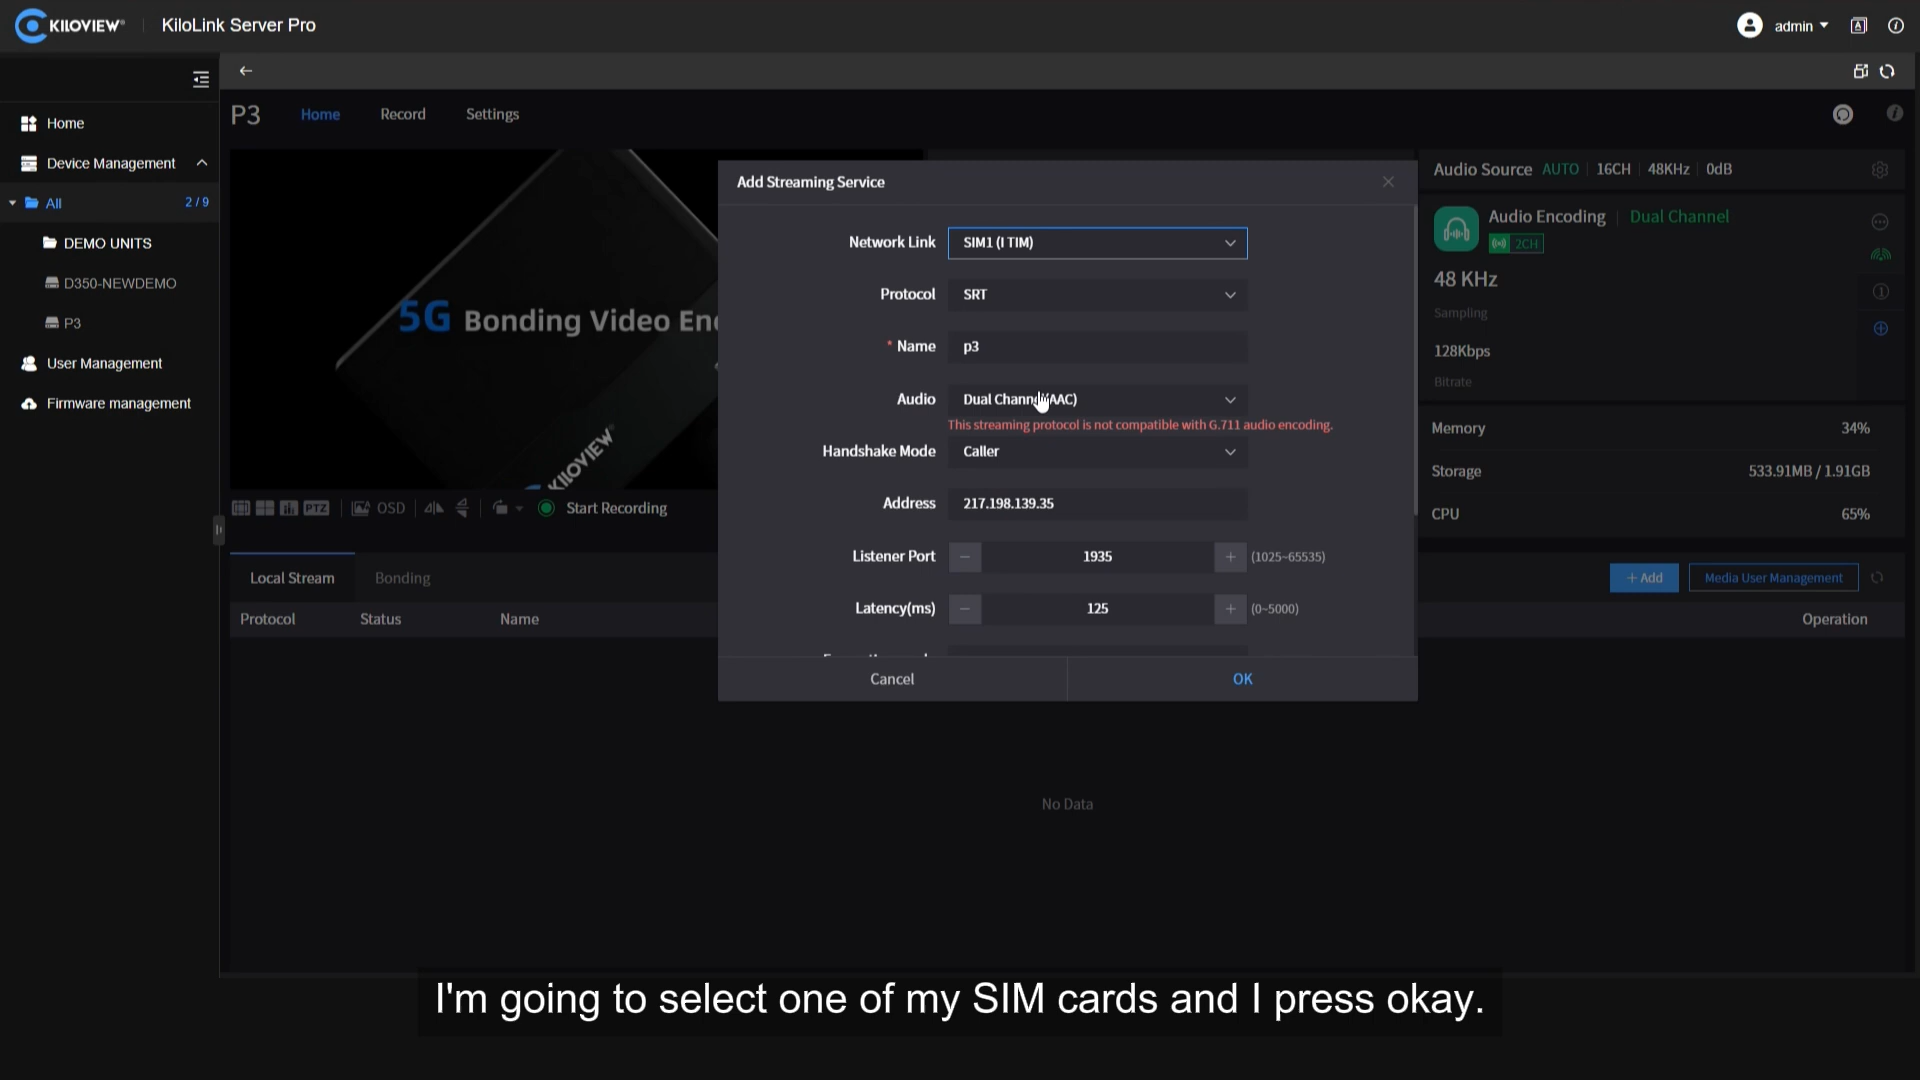 KILOVIEW
KiloLink Server Pro
admin
Home
Device Management
All
2 / 9
DEMO UNITS
D350-NEWDEMO
P3
User Management
Firmware management
P3
Home
Record
Settings
5G Bonding Video En
KILOVIEW
PTZ
OSD
Start Recording
Local Stream
Bonding
Protocol
Status
Name
Add Streaming Service
Network Link
SIM1 (I TIM)
Protocol
SRT
* Name
p3
Audio
This streaming protocol is not compatible with G.711 audio encoding.
Handshake Mode
Caller
Address
217.198.139.35
Listener Port
1935
(1025~65535)
Latency(ms)
125
(0~5000)
Cancel
OK
Audio Source AUTO 16CH 48KHz 0dB
Audio Encoding Dual Channel
2CH
48 KHz
Sampling
128Kbps
Bitrate
Memory
34%
Storage
533.91MB / 1.91GB
CPU
65%
+ Add
Media User Management
Operation
No Data
I'm going to select one of my SIM cards and I press okay.